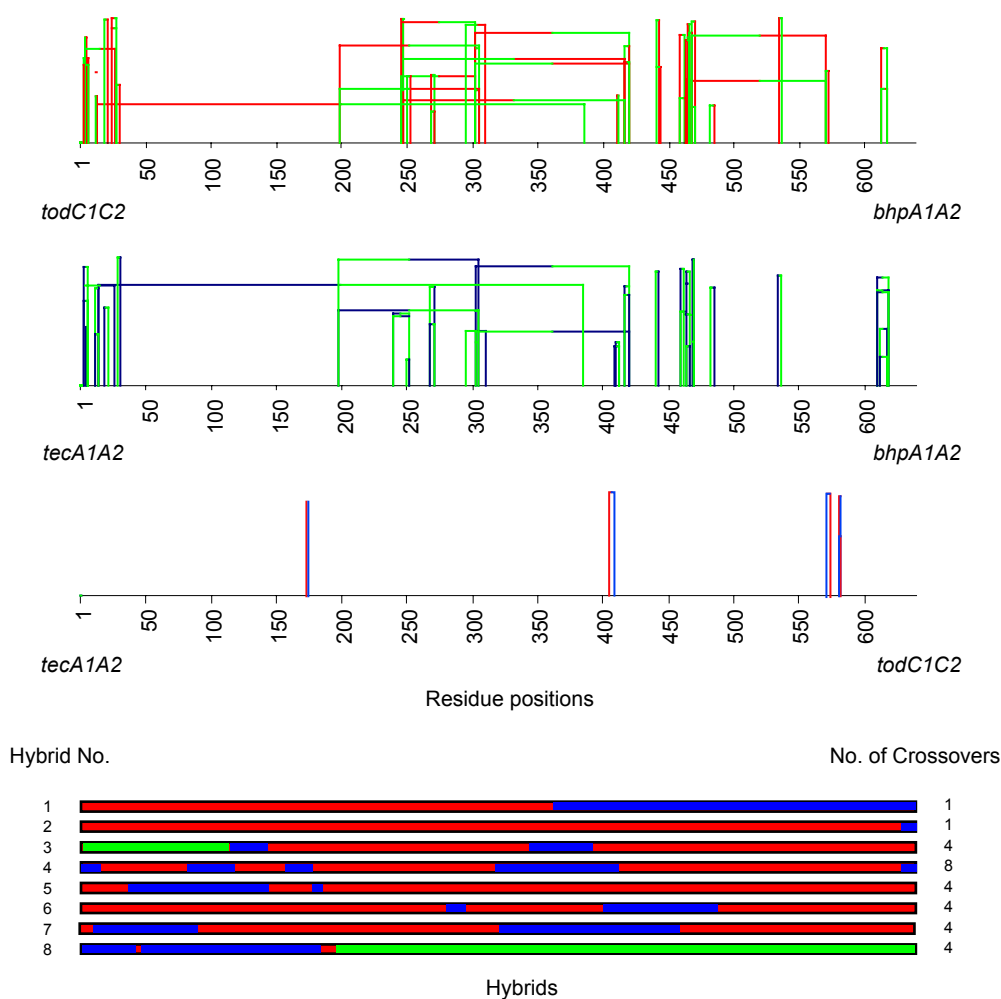 1 50 100 150 200 250 300 350 400 450 500 550 600
todC1C2 bhpA1A2
1 50 100 150 200 250 300 350 400 450 500 550 600
tecA1A2 bhpA1A2
1 50 100 150 200 250 300 350 400 450 500 550 600
tecA1A2 todC1C2
Residue positions
Hybrid No. No. of Crossovers
1 1
2 1
3 4
4 8
5 4
6 4
7 4
8 4
Hybrids